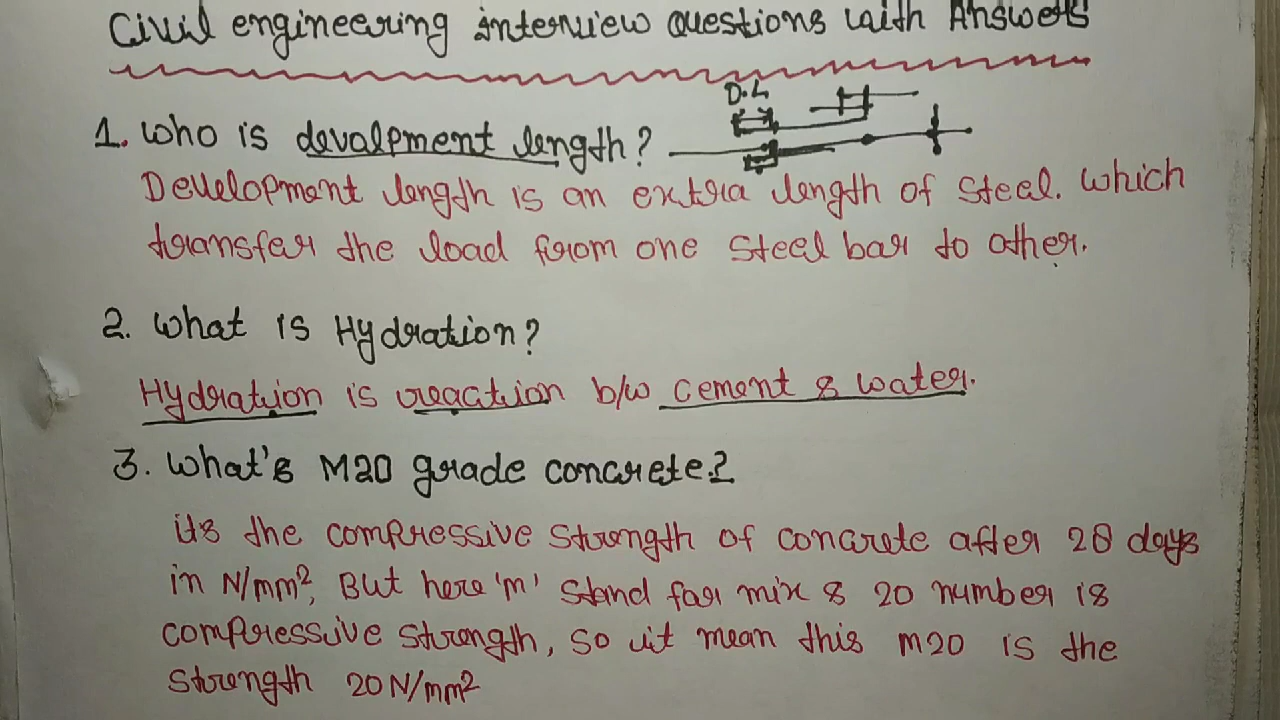 Civil engineering interview questions with Answers
D.L
1. Who is devalpment length?
Development length is an extra length of Steel. which
transfer the load from one Steel bar to other.
2. What is Hydration?
Hydration is reaction b/w cement & water.
3. What's M20 grade concrete?
its the compressive strength of concrete after 28 days
in N/mm², But here 'm' stand far mix & 20 number is
compressive strength, so it mean this M20 is the
strength 20 N/mm²